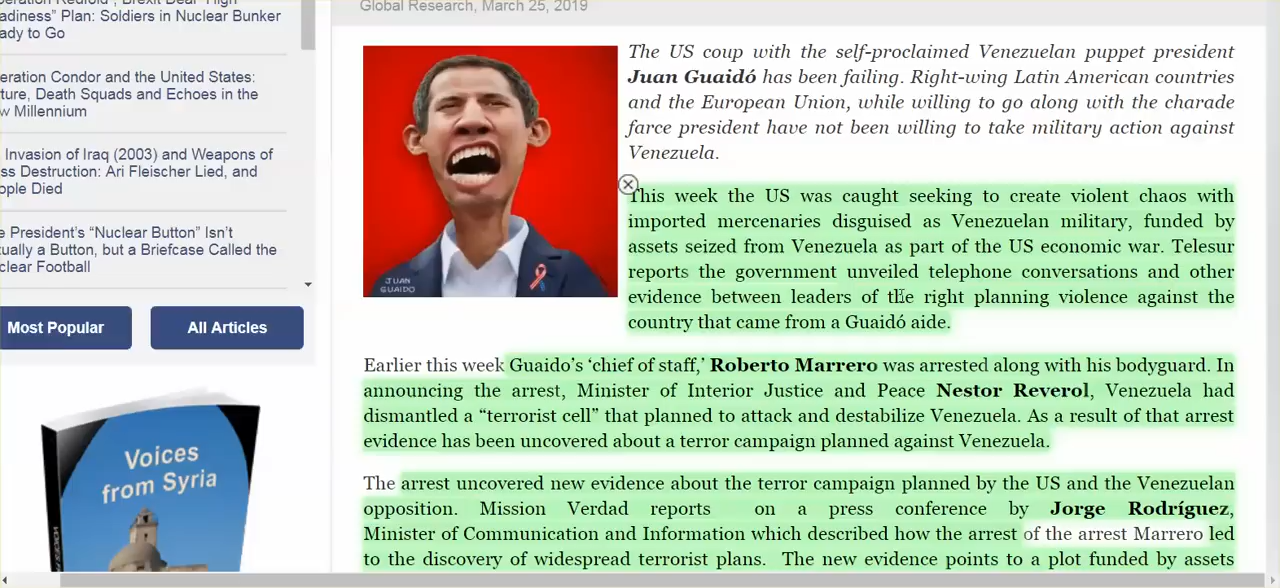 adiness” Plan: Soldiers in Nuclear Bunker
ady to Go
eration Condor and the United States:
ture, Death Squads and Echoes in the
w Millennium
Invasion of Iraq (2003) and Weapons of
ss Destruction: Ari Fleischer Lied, and
ople Died
e President’s “Nuclear Button” Isn’t
tually a Button, but a Briefcase Called the
clear Football
Most Popular
All Articles
Voices
from Syria
Global Research, March 25, 2019
JUAN
GUAIDO
The US coup with the self-proclaimed Venezuelan puppet president
Juan Guaidó has been failing. Right-wing Latin American countries
and the European Union, while willing to go along with the charade
farce president have not been willing to take military action against
Venezuela.
This week the US was caught seeking to create violent chaos with
imported mercenaries disguised as Venezuelan military, funded by
assets seized from Venezuela as part of the US economic war. Telesur
reports the government unveiled telephone conversations and other
evidence between leaders of the right planning violence against the
country that came from a Guaidó aide.
Earlier this week Guaido’s ‘chief of staff,’ Roberto Marrero was arrested along with his bodyguard. In
announcing the arrest, Minister of Interior Justice and Peace Nestor Reverol, Venezuela had
dismantled a “terrorist cell” that planned to attack and destabilize Venezuela. As a result of that arrest
evidence has been uncovered about a terror campaign planned against Venezuela.
The arrest uncovered new evidence about the terror campaign planned by the US and the Venezuelan
opposition. Mission Verdad reports on a press conference by Jorge Rodríguez,
Minister of Communication and Information which described how the arrest of the arrest Marrero led
to the discovery of widespread terrorist plans. The new evidence points to a plot funded by assets